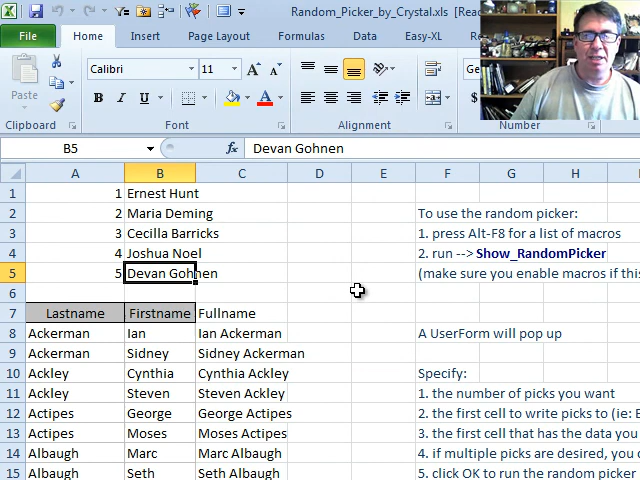 Random_Picker_by_Crystal.xls [Rea
File Home Insert Page Layout Formulas Data Easy-XL
Paste
Calibri 11 A A Ge
B I U A $
Clipboard Font Alignment Number
B5 fx Devan Gohnen
A B C D E F G H
1 1 Ernest Hunt
2 2 Maria Deming To use the random picker:
3 3 Cecilla Barricks 1. press Alt-F8 for a list of macros
4 4 Joshua Noel 2. run --> Show_RandomPicker
5 5 Devan Gohnen (make sure you enable macros if this
6
7 Lastname Firstname Fullname
8 Ackerman Ian Ian Ackerman A UserForm will pop up
9 Ackerman Sidney Sidney Ackerman
10 Ackley Cynthia Cynthia Ackley Specify:
11 Ackley Steven Steven Ackley 1. the number of picks you want
12 Actipes George George Actipes 2. the first cell to write picks to (ie: E
13 Actipes Moses Moses Actipes 3. the first cell that has the data you
14 Albaugh Marc Marc Albaugh 4. if multiple picks are desired, you c
15 Albaugh Seth Seth Albaugh 5. click OK to run the random picker